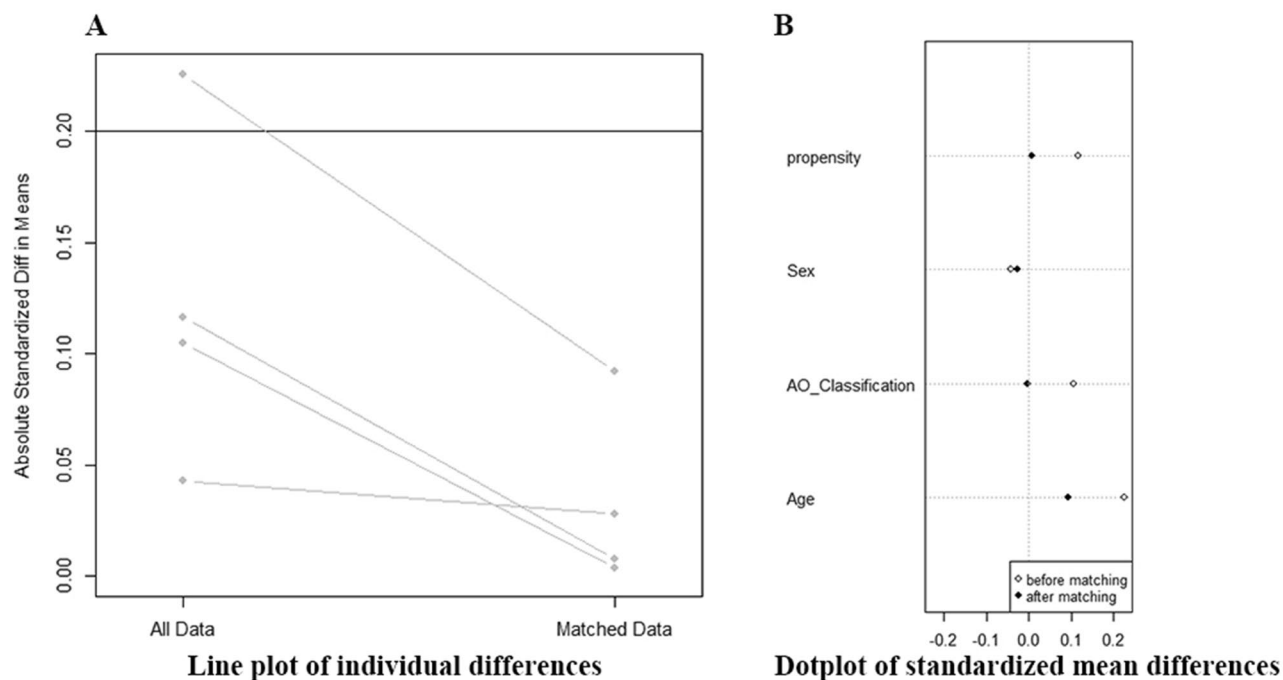 A
Absolute Standardized Diff in Means
0.20
0.15
0.10
0.05
0.00
All Data
Matched Data
Line plot of individual differences
B
propensity
Sex
AO_Classification
Age
before matching
after matching
-0.2 -0.1 0.0 0.1 0.2
Dotplot of standardized mean differences